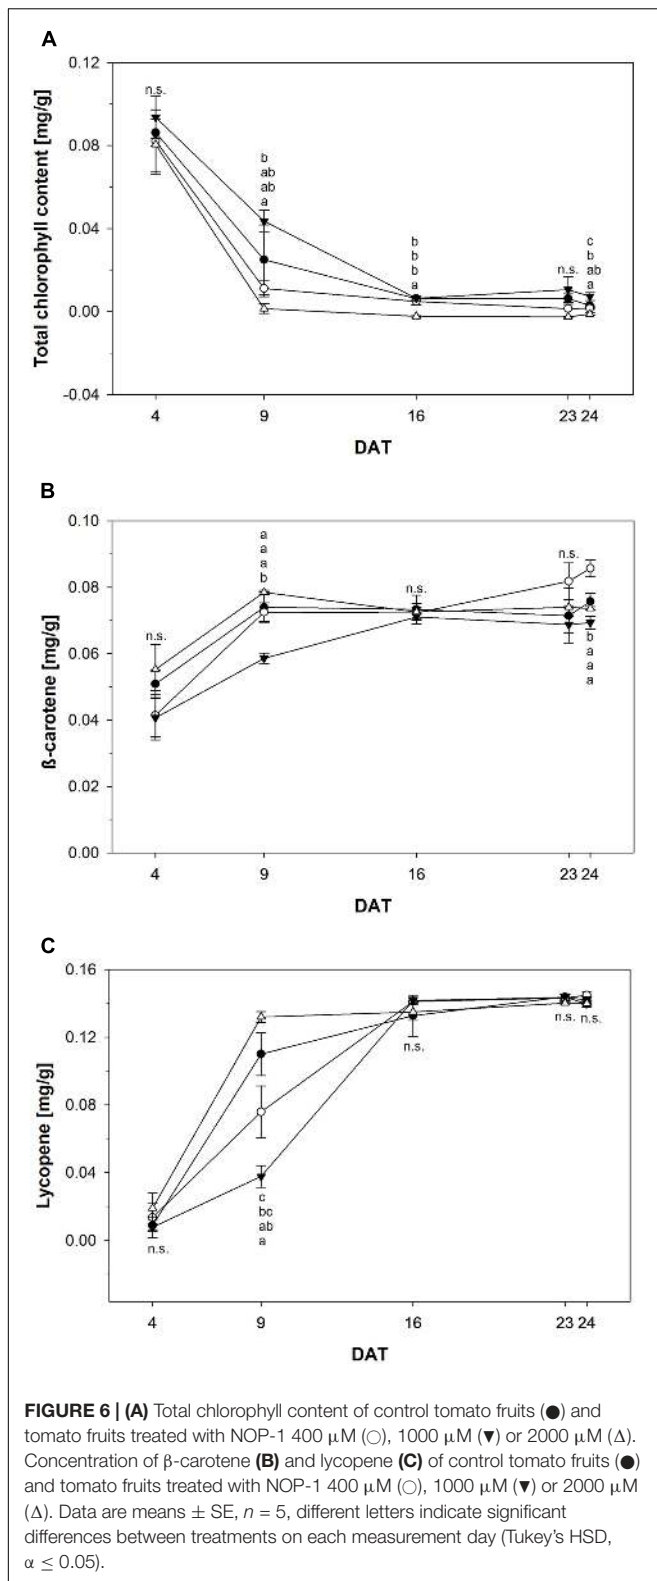 A
Total chlorophyll content [mg/g]
0.12
0.08
0.04
0.00
-0.04
n.s.
b
ab
ab
a
b
b
b
a
n.s.
c
b
ab
a
4 9 16 23 24
DAT
B
ß-carotene [mg/g]
0.10
0.08
0.06
0.04
0.02
0.00
n.s.
a
a
a
b
n.s.
n.s.
b
a
a
a
4 9 16 23 24
DAT
C
Lycopene [mg/g]
0.16
0.12
0.08
0.04
0.00
n.s.
c
bc
ab
a
n.s.
n.s. n.s.
4 9 16 23 24
DAT
FIGURE 6 | (A) Total chlorophyll content of control tomato fruits (●) and
tomato fruits treated with NOP-1 400 μM (○), 1000 μM (▼) or 2000 μM (Δ).
Concentration of β-carotene (B) and lycopene (C) of control tomato fruits (●)
and tomato fruits treated with NOP-1 400 μM (○), 1000 μM (▼) or 2000 μM
(Δ). Data are means ± SE, n = 5, different letters indicate significant
differences between treatments on each measurement day (Tukey's HSD,
α ≤ 0.05).